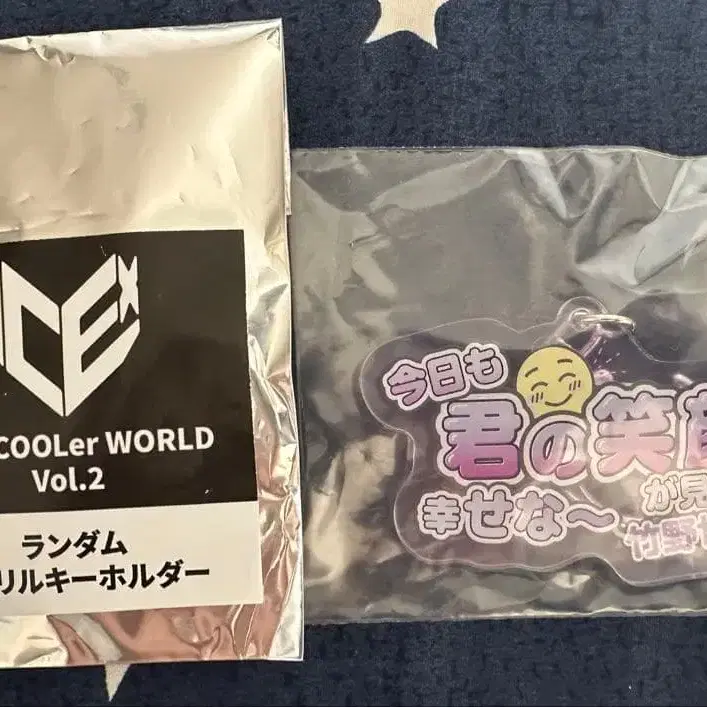 ICEx
COOLer WORLD
Vol.2
ランダム
リルキーホルダー
今日も
君の笑顔
が見
幸せな〜
竹野